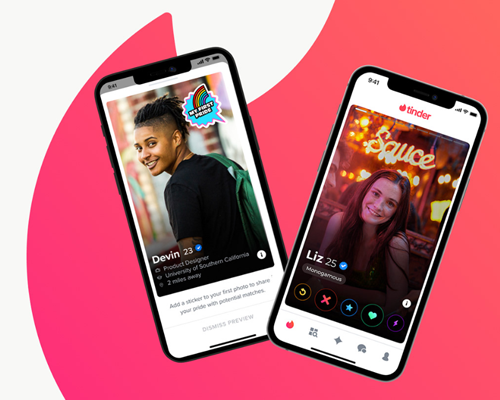 9:41
MY FIRST
PRIDE
Devin 23
Product Designer
University of Southern California
2 miles away
Add a sticker to your first photo to share
your pride with potential matches.
DISMISS PREVIEW
9:41
tinder
Sauce
Liz 25
Monogamous